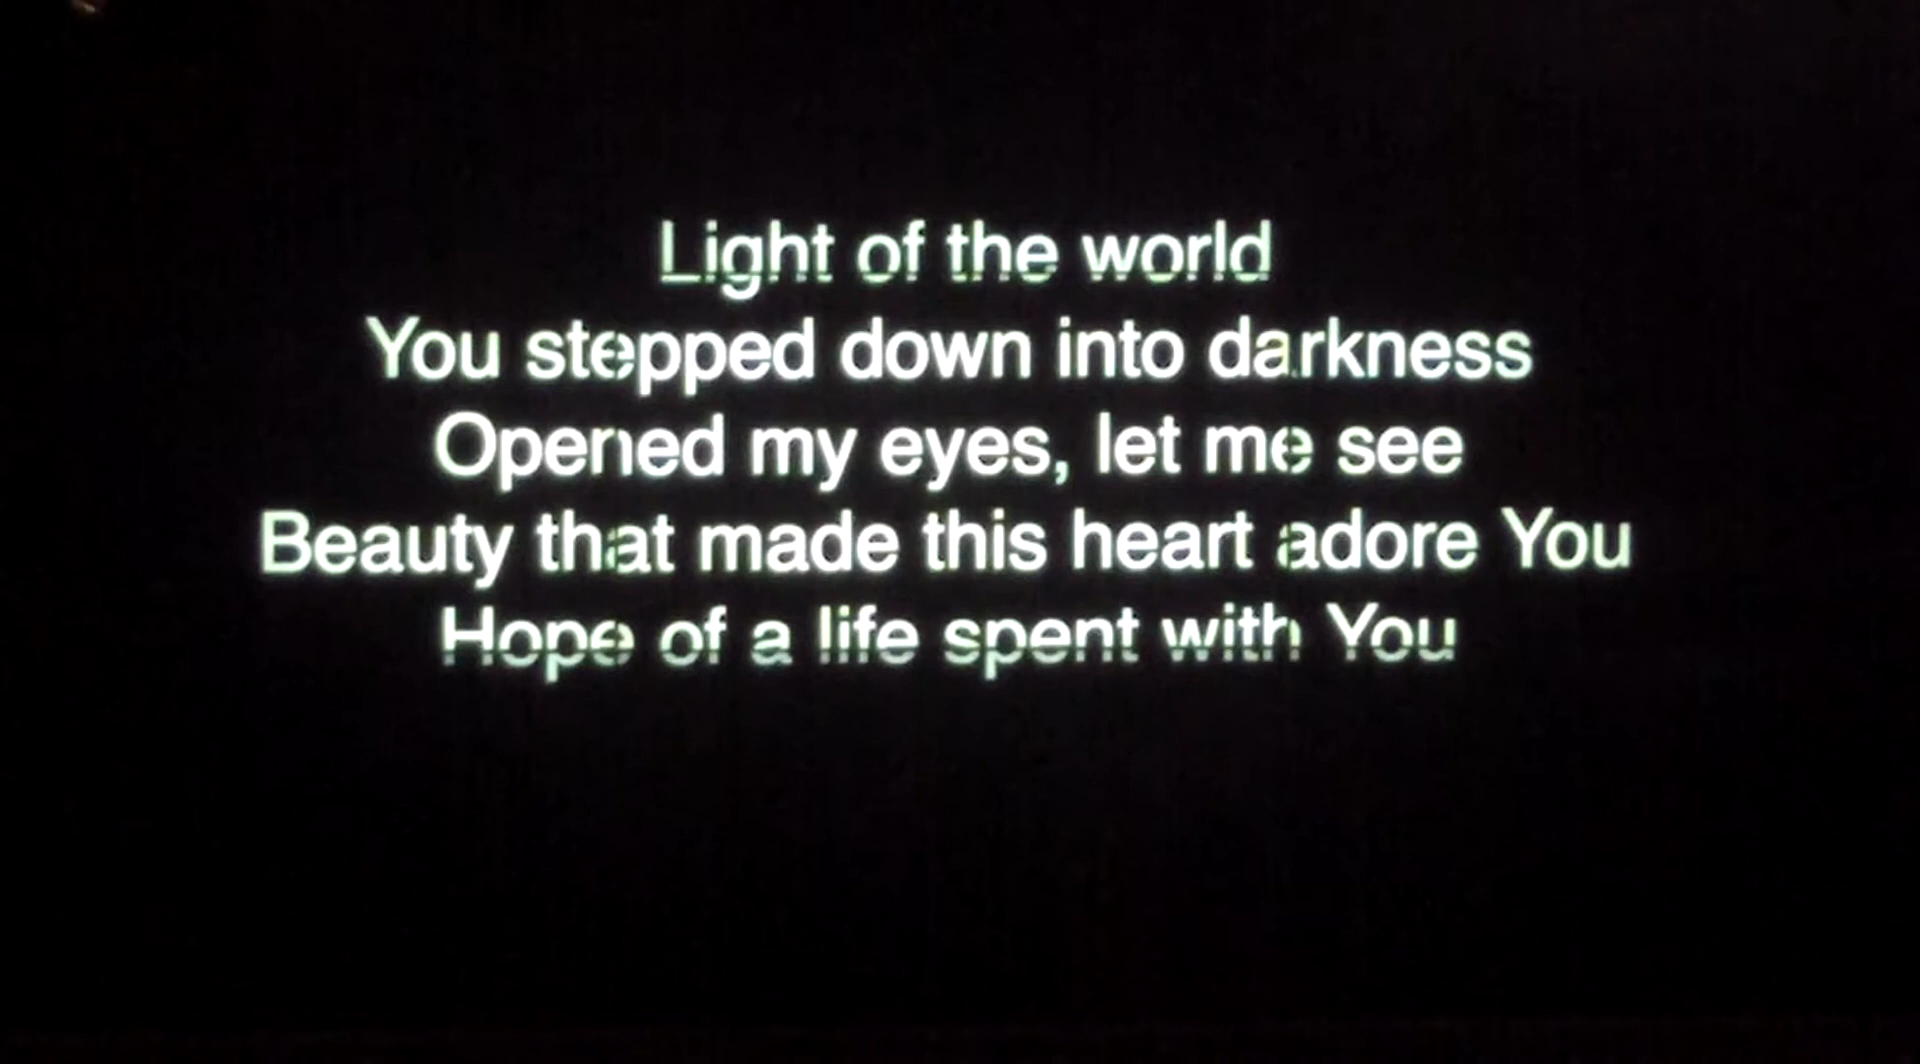 Light of the world
You stepped down into darkness
Opened my eyes, let me see
Beauty that made this heart adore You
Hope of a life spent with You